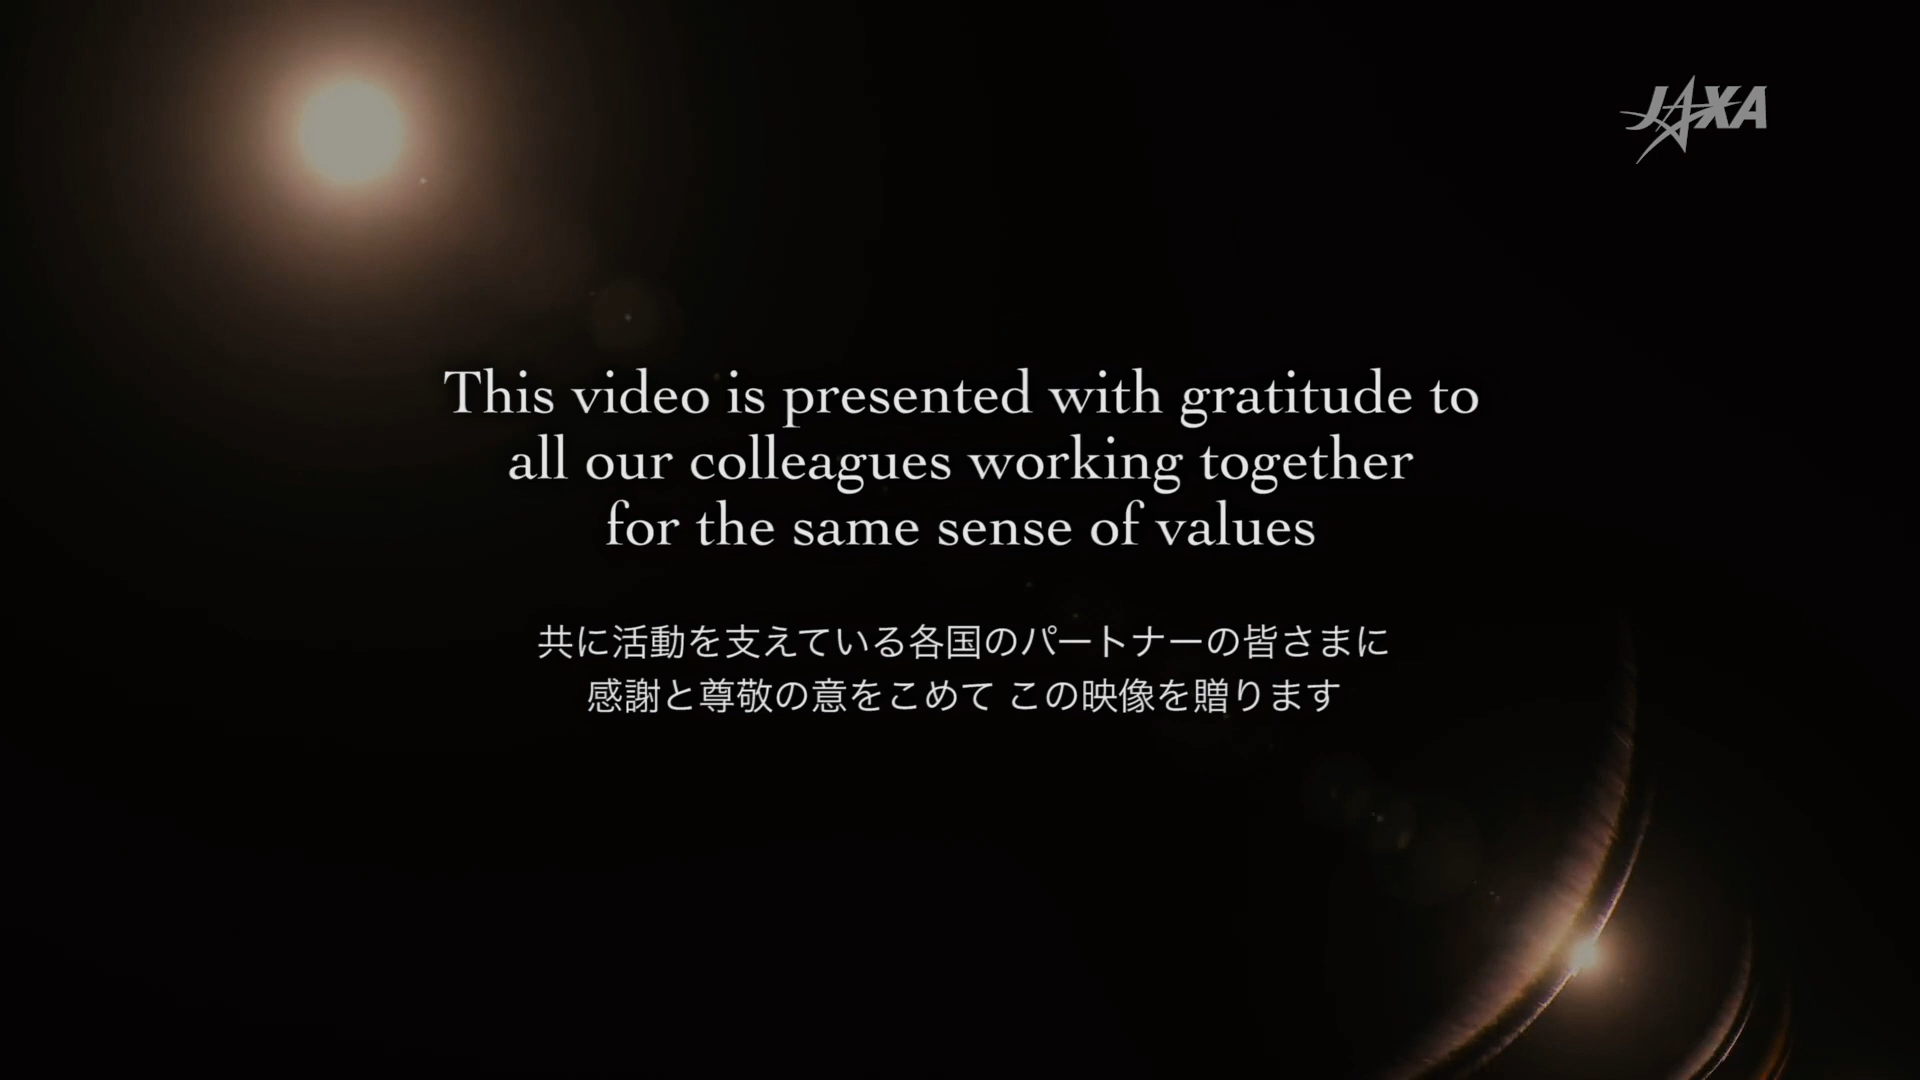 JAXA
This video is presented with gratitude to
all our colleagues working together
for the same sense of values
共に活動を支えている各国のパートナーの皆さまに
感謝と尊敬の意をこめて この映像を贈ります